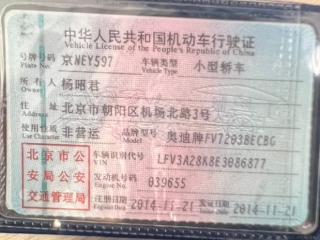 中华人民共和国机动车行驶证
Vehicle License of the People's Republic of China
号牌号码 京NEY597 车辆类型 小型轿车
Plate No. Vehicle Type
所有人 杨昭君
Owner
住址 北京市朝阳区机场北路3号
Address
使用性质 非营运 品牌型号 奥迪牌FV7203BECBG
Use Character Model
北京市公 车辆识别代号 LFV3A28K8E3086877
VIN
安局公安 发动机号码 039655
Engine No.
交通管理局 注册日期 2014-11-21 发证日期 2014-11-21
Register Date Issue Date